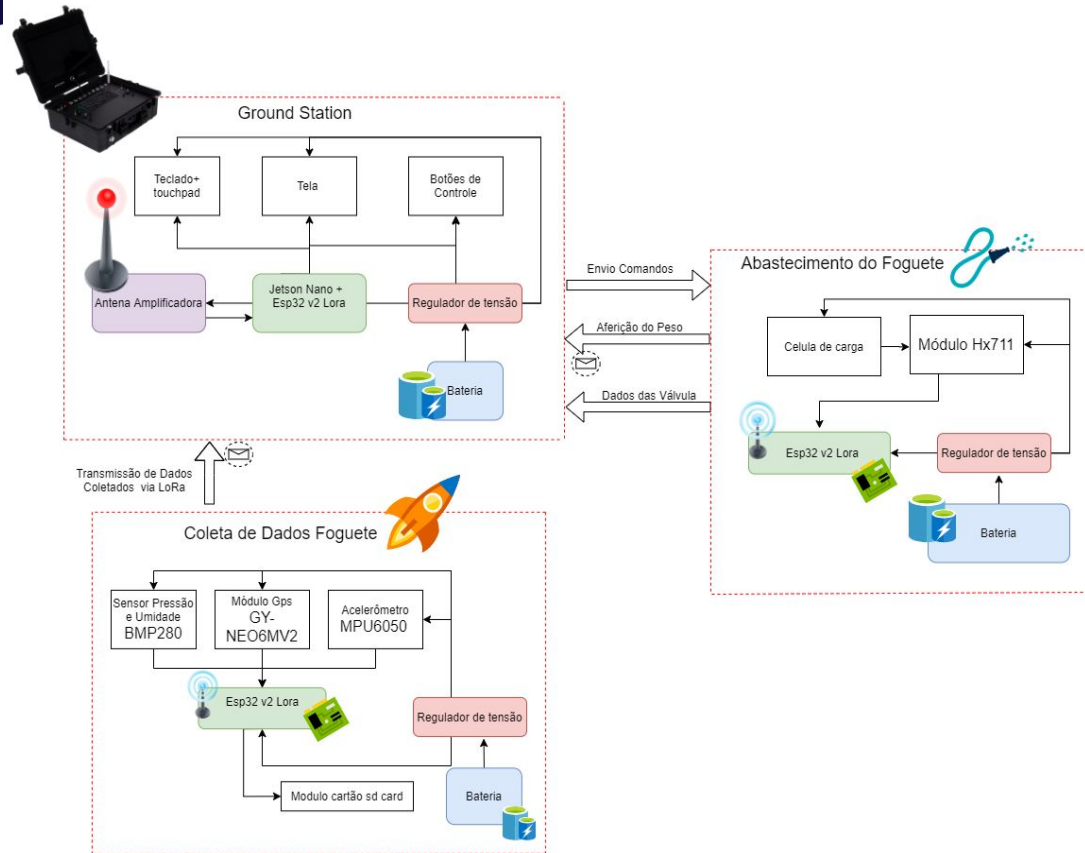 Ground Station
Teclado+
touchpad
Tela
Botões de
Controle
Antena Amplificadora
Jetson Nano +
Esp32 v2 Lora
Regulador de tensão
Bateria
Envio Comandos
Aferição do Peso
Dados das Válvula
Abastecimento do Foguete
Celula de carga
Módulo Hx711
Esp32 v2 Lora
Regulador de tensão
Bateria
Transmissão de Dados
Coletados via LoRa
Coleta de Dados Foguete
Sensor Pressão
e Umidade
BMP280
Módulo Gps
GY-
NEO6MV2
Acelerômetro
MPU6050
Esp32 v2 Lora
Regulador de tensão
Modulo cartão sd card
Bateria